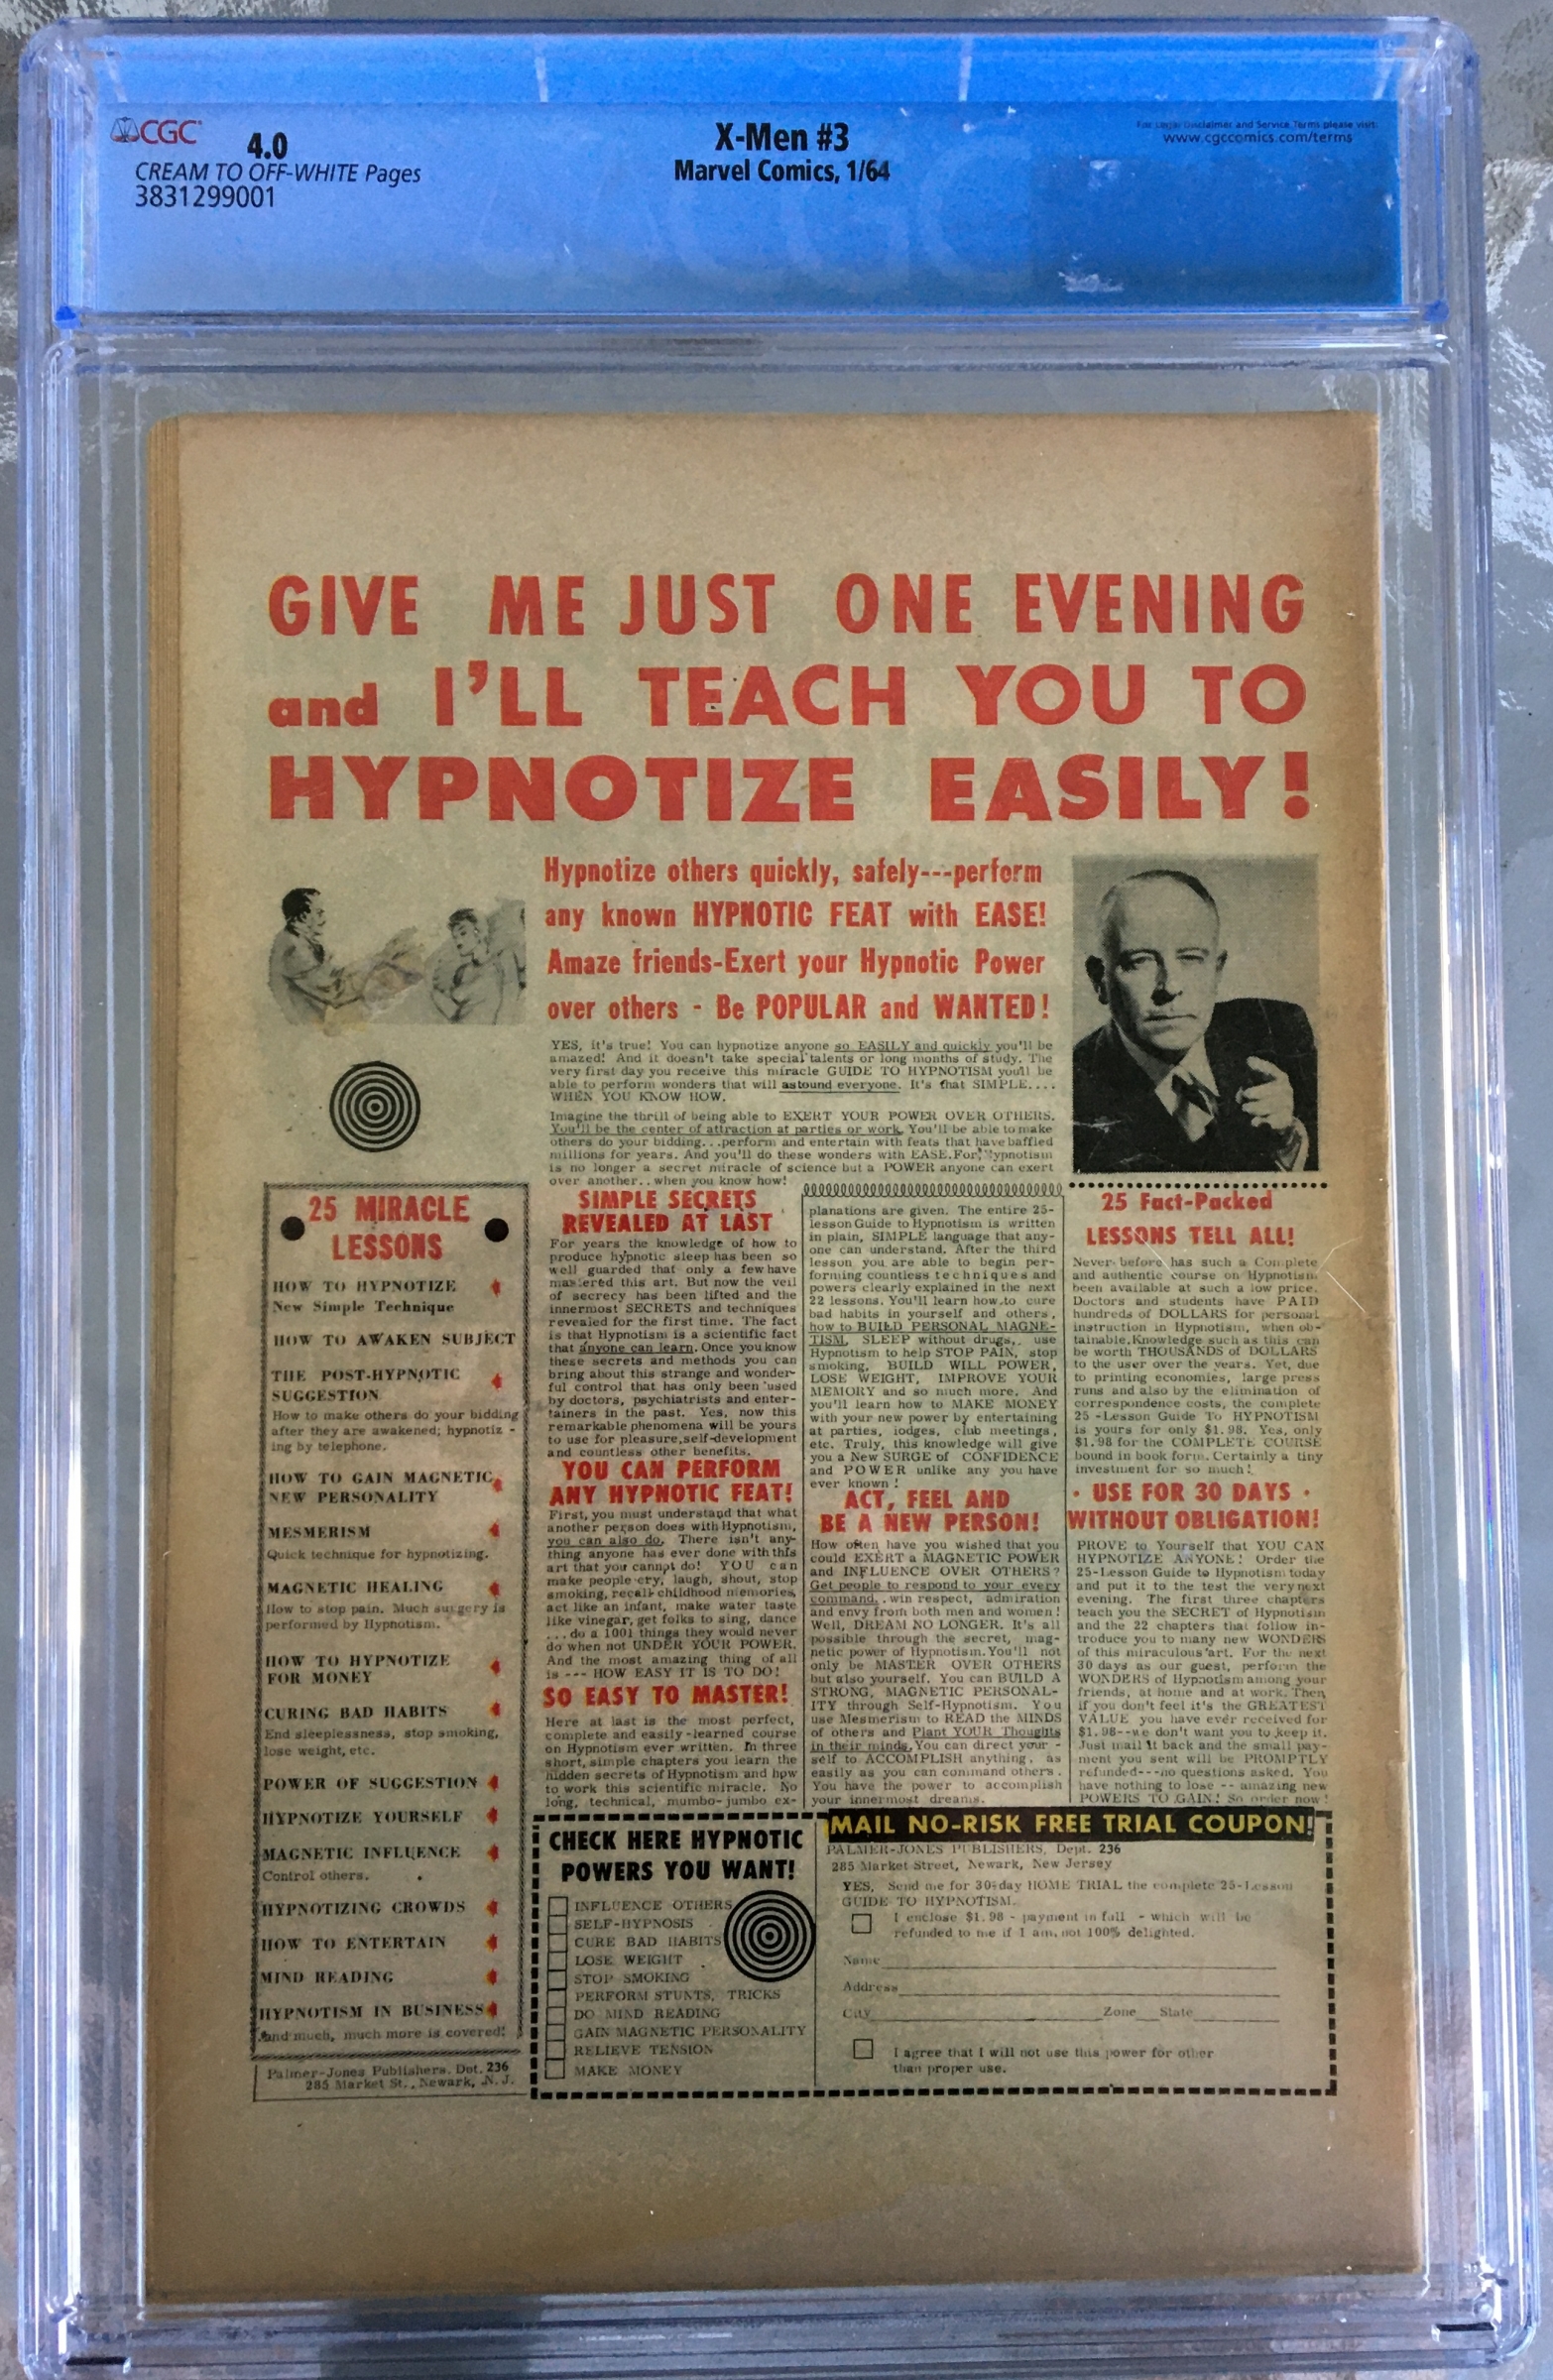 CGC
4.0
CREAM TO OFF-WHITE Pages
3831299001
X-Men #3
Marvel Comics, 1/64
For Legal Disclaimer and Service Terms please visit:
www.cgccomics.com/terms
GIVE ME JUST ONE EVENING
and I'LL TEACH YOU TO
HYPNOTIZE EASILY!
Hypnotize others quickly, safely---perform
any known HYPNOTIC FEAT with EASE!
Amaze friends-Exert your Hypnotic Power
over others - Be POPULAR and WANTED!
YES, it's true! You can hypnotize anyone so EASILY and quickly you'll be
amazed! And it doesn't take special talents or long months of study. The
very first day you receive this miracle GUIDE TO HYPNOTISM you'll be
able to perform wonders that will astound everyone. It's that SIMPLE....
WHEN YOU KNOW HOW.
Imagine the thrill of being able to EXERT YOUR POWER OVER OTHERS.
You'll be the center of attraction at parties or work. You'll be able to make
others do your bidding...perform and entertain with feats that have baffled
millions for years. And you'll do these wonders with EASE. For, Hypnotism
is no longer a secret miracle of science but a POWER anyone can exert
over another.. when you know how!
25 MIRACLE
LESSONS
HOW TO HYPNOTIZE
New Simple Technique
HOW TO AWAKEN SUBJECT
THE POST-HYPNOTIC
SUGGESTION
How to make others do your bidding
after they are awakened; hypnotiz -
ing by telephone.
HOW TO GAIN MAGNETIC
NEW PERSONALITY
MESMERISM
Quick technique for hypnotizing.
MAGNETIC HEALING
How to stop pain. Much surgery is
performed by Hypnotism.
HOW TO HYPNOTIZE
FOR MONEY
CURING BAD HABITS
End sleeplessness, stop smoking,
lose weight, etc.
POWER OF SUGGESTION
HYPNOTIZE YOURSELF
MAGNETIC INFLUENCE
Control others.
HYPNOTIZING CROWDS
HOW TO ENTERTAIN
MIND READING
HYPNOTISM IN BUSINESS
And much, much more is covered!
Palmer-Jones Publishers. Dpt. 236
285 Market St., Newark, N. J.
SIMPLE SECRETS
REVEALED AT LAST
For years the knowledge of how to
produce hypnotic sleep has been so
well guarded that only a few have
mastered this art. But now the veil
of secrecy has been lifted and the
innermost SECRETS and techniques
revealed for the first time. The fact
is that Hypnotism is a scientific fact
that anyone can learn. Once you know
these secrets and methods you can
bring about this strange and wonder-
ful control that has only been used
by doctors, psychiatrists and enter-
tainers in the past. Yes, now this
remarkable phenomena will be yours
to use for pleasure, self-development
and countless other benefits.
YOU CAN PERFORM
ANY HYPNOTIC FEAT!
First, you must understand that what
another person does with Hypnotism,
you can also do. There isn't any-
thing anyone has ever done with this
art that you cannot do! YOU can
make people cry, laugh, shout, stop
smoking, recall childhood memories,
act like an infant, make water taste
like vinegar, get folks to sing, dance
...do a 1001 things they would never
do when not UNDER YOUR POWER.
And the most amazing thing of all
is --- HOW EASY IT IS TO DO!
SO EASY TO MASTER!
Here at last is the most perfect,
complete and easily-learned course
on Hypnotism ever written. In three
short, simple chapters you learn the
hidden secrets of Hypnotism and how
to work this scientific miracle. No
long, technical, mumbo-jumbo ex-
planations are given. The entire 25-
lesson Guide to Hypnotism is written
in plain, SIMPLE language that any-
one can understand. After the third
lesson you are able to begin per-
forming countless techniques and
powers clearly explained in the next
22 lessons. You'll learn how to cure
bad habits in yourself and others,
how to BUILD PERSONAL MAGNE-
TISM, SLEEP without drugs, use
Hypnotism to help STOP PAIN, stop
smoking, BUILD WILL POWER,
LOSE WEIGHT, IMPROVE YOUR
MEMORY and so much more. And
you'll learn how to MAKE MONEY
with your new power by entertaining
at parties, lodges, club meetings,
etc. Truly, this knowledge will give
you a New SURGE of CONFIDENCE
and POWER unlike any you have
ever known !
ACT, FEEL AND
BE A NEW PERSON!
How often have you wished that you
could EXERT a MAGNETIC POWER
and INFLUENCE OVER OTHERS?
Get people to respond to your every
command. . win respect, admiration
and envy from both men and women!
Well, DREAM NO LONGER. It's all
possible through the secret, mag-
netic power of Hypnotism. You'll not
only be MASTER OVER OTHERS
but also yourself. You can BUILD A
STRONG, MAGNETIC PERSONAL-
ITY through Self-Hypnotism. You
use Mesmerism to READ the MINDS
of others and Plant YOUR Thoughts
in their minds. You can direct your -
self to ACCOMPLISH anything, as
easily as you can command others.
You have the power to accomplish
your innermost dreams.
25 Fact-Packed
LESSONS TELL ALL!
Never before has such a Complete
and authentic course on Hypnotism
been available at such a low price.
Doctors and students have PAID
hundreds of DOLLARS for personal
instruction in Hypnotism, when ob-
tainable. Knowledge such as this can
be worth THOUSANDS of DOLLARS
to the user over the years. Yet, due
to printing economies, large press
runs and also by the elimination of
correspondence costs, the complete
25 -Lesson Guide To HYPNOTISM
is yours for only $1.98. Yes, only
$1.98 for the COMPLETE COURSE
bound in book form. Certainly a tiny
investment for so much!
· USE FOR 30 DAYS ·
WITHOUT OBLIGATION!
PROVE to Yourself that YOU CAN
HYPNOTIZE ANYONE! Order the
25-Lesson Guide to Hypnotism today
and put it to the test the very next
evening. The first three chapters
teach you the SECRET of Hypnotism
and the 22 chapters that follow in-
troduce you to many new WONDERS
of this miraculous art. For the next
30 days as our guest, perform the
WONDERS of Hypnotism among your
friends, at home and at work. Then,
if you don't feel it's the GREATEST
VALUE you have ever received for
$1.98--we don't want you to keep it.
Just mail it back and the small pay-
ment you sent will be PROMPTLY
refunded---no questions asked. You
have nothing to lose -- amazing new
POWERS TO GAIN! So order now!
CHECK HERE HYPNOTIC
POWERS YOU WANT!
INFLUENCE OTHERS
SELF-HYPNOSIS
CURE BAD HABITS
LOSE WEIGHT
STOP SMOKING
PERFORM STUNTS, TRICKS
DO MIND READING
GAIN MAGNETIC PERSONALITY
RELIEVE TENSION
MAKE MONEY
MAIL NO-RISK FREE TRIAL COUPON!
PALMER-JONES PUBLISHERS, Dept. 236
285 Market Street, Newark, New Jersey
YES, Send me for 30-day HOME TRIAL the complete 25-Lesson
GUIDE TO HYPNOTISM.
I enclose $1.98 - payment in full - which will be
refunded to me if I am not 100% delighted.
Name
Address
City Zone State
I agree that I will not use this power for other
than proper use.